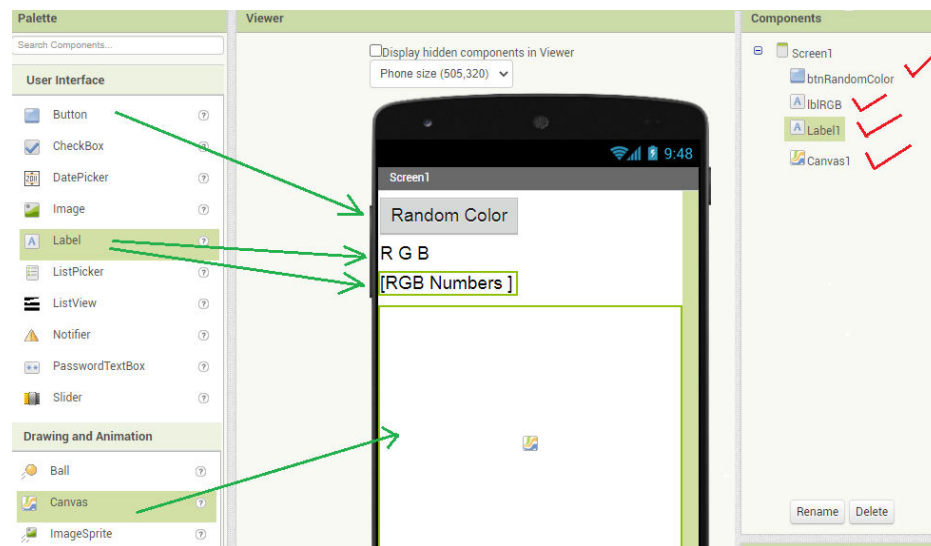 Palette
Search Components...
User Interface
Button
CheckBox
DatePicker
Image
Label
ListPicker
ListView
Notifier
PasswordTextBox
Slider
Drawing and Animation
Ball
Canvas
ImageSprite
Viewer
Display hidden components in Viewer
Phone size (505,320)
9:48
Screen1
Random Color
R G B
[RGB Numbers ]
Components
Screen1
btnRandomColor
A lblRGB
A Label1
Canvas1
Rename Delete